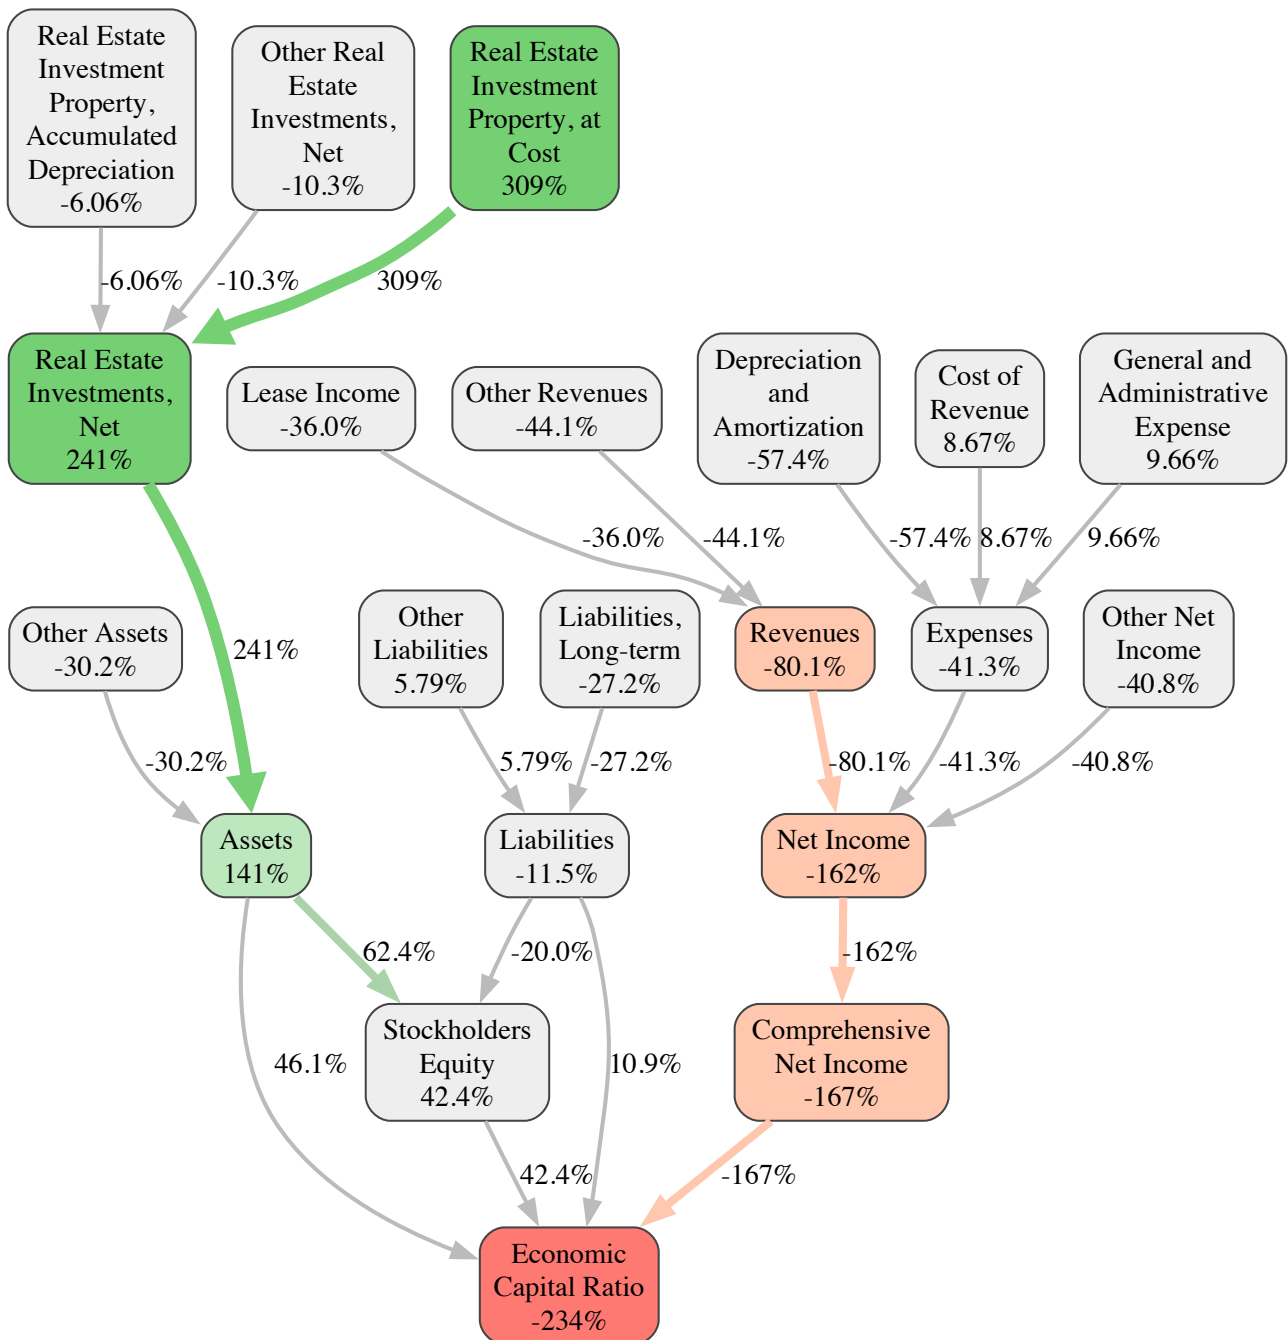 Real Estate
Investment
Property,
Accumulated
Depreciation
-6.06%
Other Real
Estate
Investments,
Net
-10.3%
Real Estate
Investment
Property, at
Cost
309%
-6.06%
-10.3%
309%
Real Estate
Investments,
Net
241%
Lease Income
-36.0%
Other Revenues
-44.1%
Depreciation
and
Amortization
-57.4%
Cost of
Revenue
8.67%
General and
Administrative
Expense
9.66%
-36.0%
-44.1%
-57.4%
8.67%
9.66%
Other Assets
-30.2%
241%
Other
Liabilities
5.79%
Liabilities,
Long-term
-27.2%
Revenues
-80.1%
Expenses
-41.3%
Other Net
Income
-40.8%
-30.2%
5.79%
-27.2%
-80.1%
-41.3%
-40.8%
Assets
141%
Liabilities
-11.5%
Net Income
-162%
62.4%
-20.0%
-162%
46.1%
Stockholders
Equity
42.4%
10.9%
Comprehensive
Net Income
-167%
42.4%
-167%
Economic
Capital Ratio
-234%